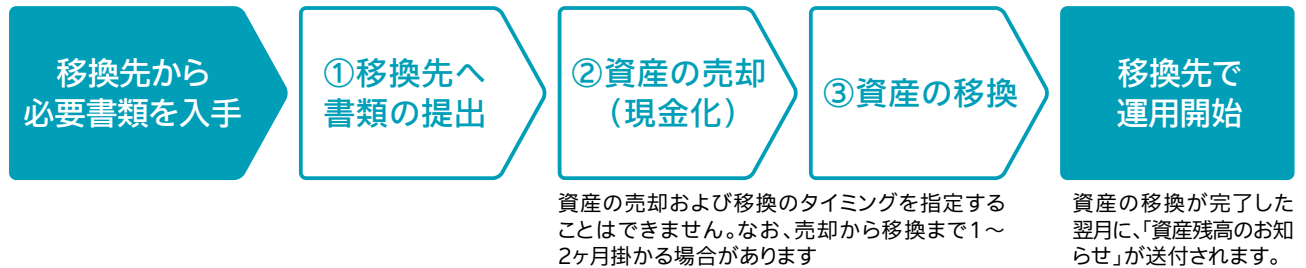 移換先から
必要書類を入手
①移換先へ
書類の提出
②資産の売却
（現金化）
③資産の移換
移換先で
運用開始
資産の売却および移換のタイミングを指定する
ことはできません。なお、売却から移換まで1～
2ヶ月掛かる場合があります
資産の移換が完了した
翌月に、「資産残高のお知
らせ」が送付されます。